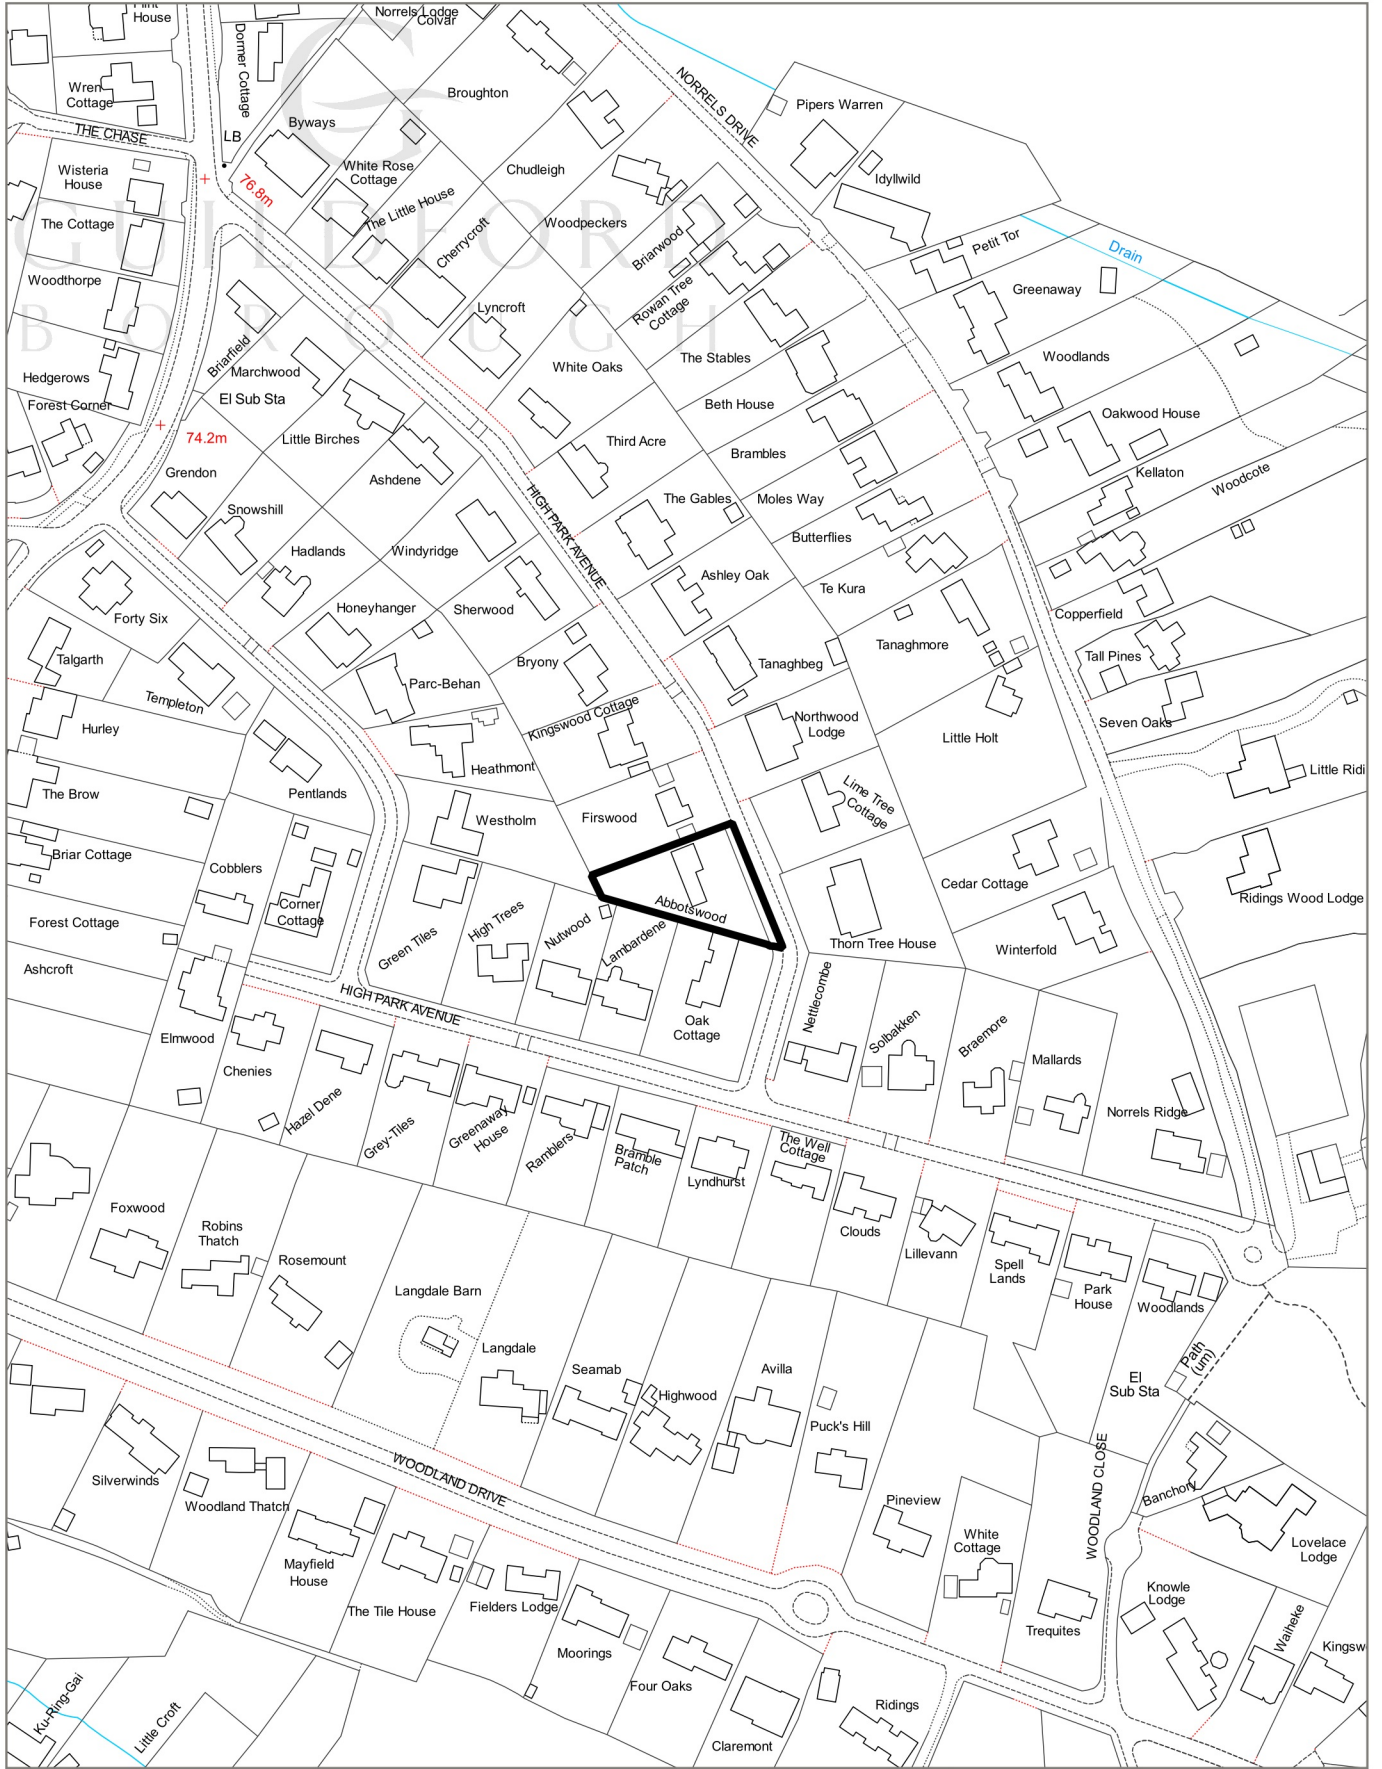 Flint
House
Norrels Lodge
Colvar
Dormer Cottage
Wren
Cottage
Broughton
NORRELS DRIVE
Pipers Warren
THE CHASE
LB
Byways
Wisteria
House
White Rose
Cottage
Chudleigh
Idyllwild
76.8m
The Little House
The Cottage
GUILDFORD
Woodpeckers
Cherrycroft
Briarwood
Petit Tor
Drain
Woodthorpe
Rowan Tree
Cottage
Greenaway
Lyncroft
BOROUGH
Briarfield
Marchwood
White Oaks
The Stables
Woodlands
Hedgerows
El Sub Sta
Forest Corner
Beth House
Oakwood House
74.2m
Little Birches
Third Acre
Brambles
Grendon
Ashdene
Kellaton
Woodcote
Snowshill
The Gables
Moles Way
HIGH PARK AVENUE
Hadlands
Windyridge
Butterflies
Ashley Oak
Te Kura
Forty Six
Honeyhanger
Sherwood
Copperfield
Talgarth
Bryony
Tanaghbeg
Tanaghmore
Tall Pines
Templeton
Parc-Behan
Kingswood Cottage
Northwood
Lodge
Seven Oaks
Hurley
Little Holt
Heathmont
Little Ridi
The Brow
Pentlands
Lime Tree
Cottage
Westholm
Firswood
Briar Cottage
Cobblers
Cedar Cottage
Corner
Cottage
Abbotswood
Ridings Wood Lodge
Forest Cottage
High Trees
Nutwood
Lambardene
Green Tiles
Thorn Tree House
Winterfold
Ashcroft
HIGH PARK AVENUE
Nettlecombe
Oak
Cottage
Solbakken
Braemore
Elmwood
Mallards
Chenies
Hazel Dene
Grey-Tiles
Greenaway
House
Ramblers
Bramble
Patch
Lyndhurst
The Well
Cottage
Norrels Ridge
Foxwood
Robins
Thatch
Clouds
Lillevann
Rosemount
Spell
Lands
Park
House
Woodlands
Langdale Barn
Path
(um)
Langdale
Seamab
Highwood
Avilla
El
Sub Sta
Puck's Hill
Silverwinds
WOODLAND DRIVE
WOODLAND CLOSE
Woodland Thatch
Banchory
Pineview
White
Cottage
Lovelace
Lodge
Mayfield
House
The Tile House
Fielders Lodge
Knowle
Lodge
Waiheke
Trequites
Moorings
Kingsw
Four Oaks
Ku-Ring-Gai
Little Croft
Ridings
Claremont